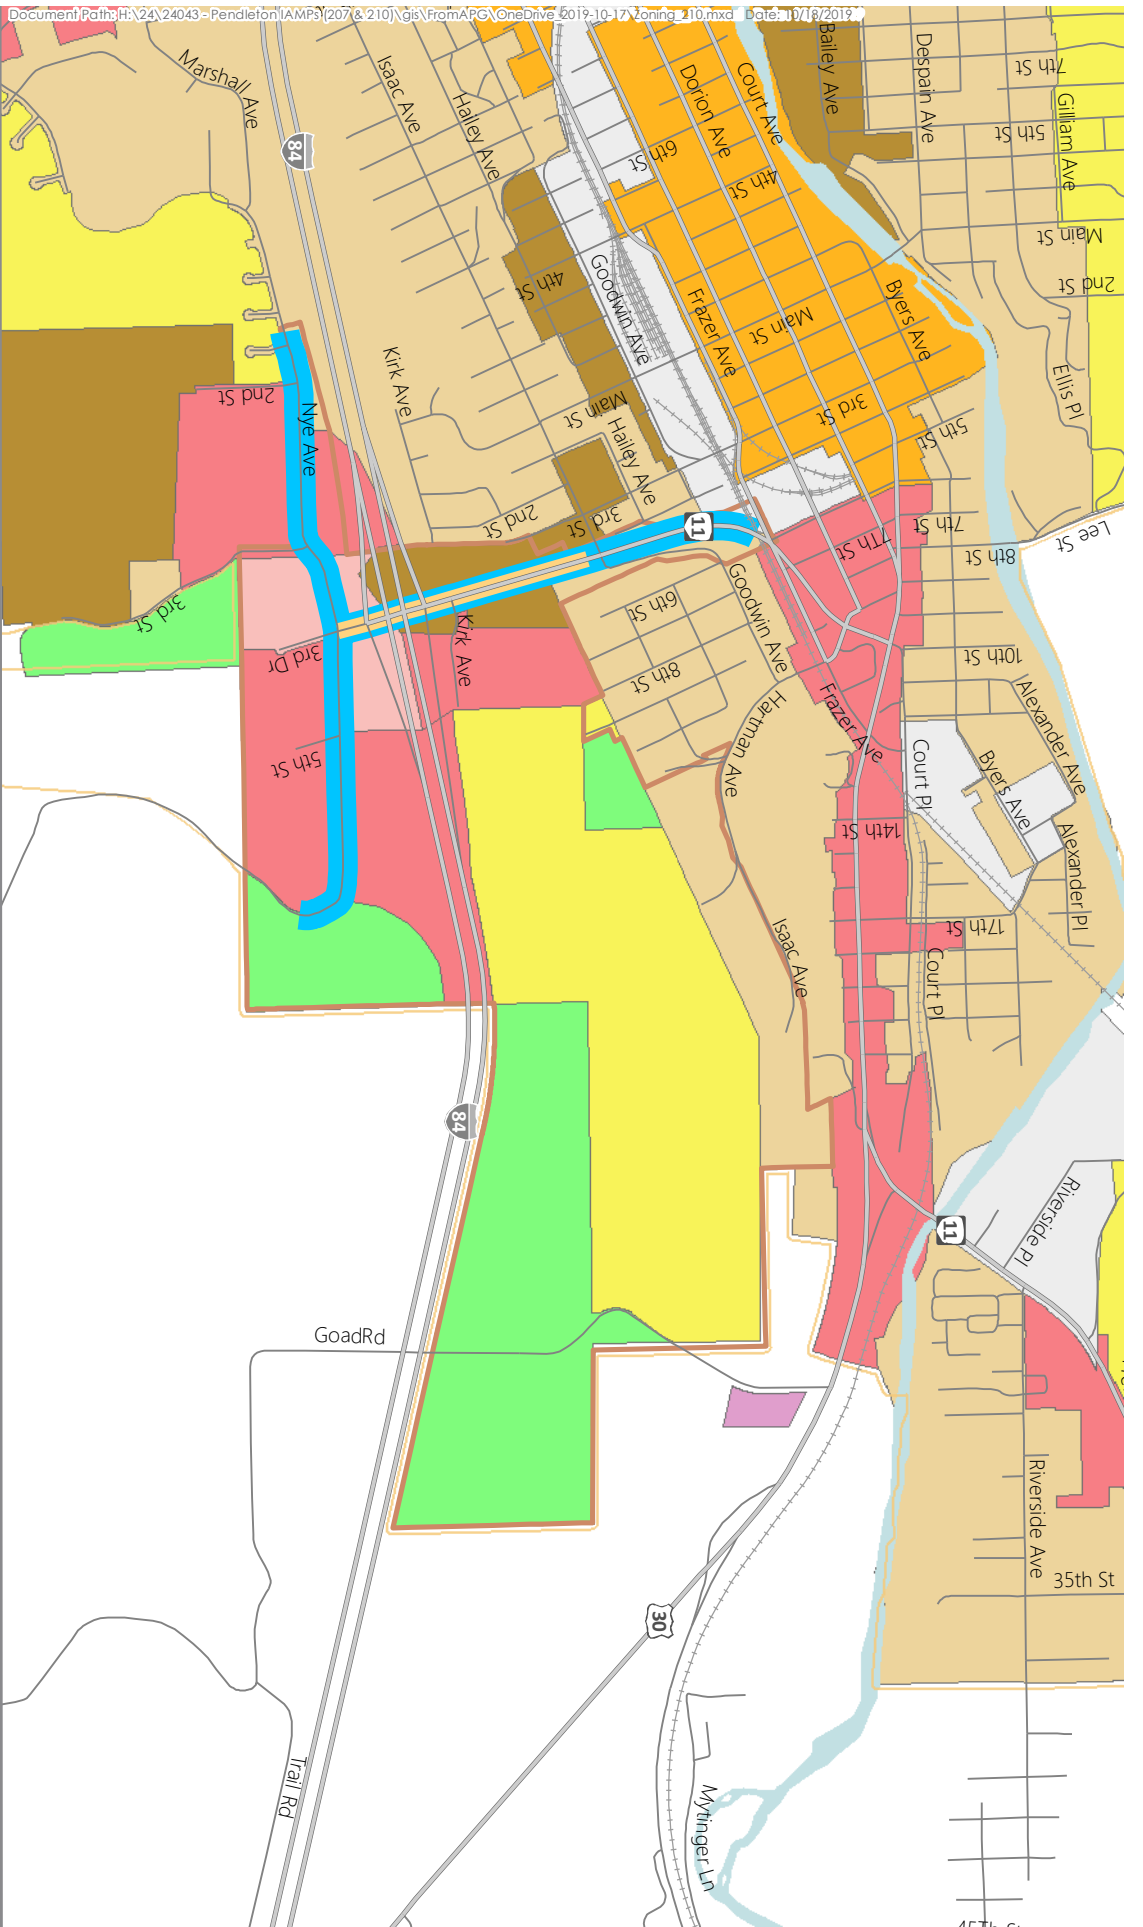 Document Path: H:\24\24043 - Pendleton IAMPs (207 & 210)\gis\FromAPG\OneDrive_2019-10-17\Zoning_210.mxd Date: 10/18/2019
Marshall Ave
84
Isaac Ave
Hailey Ave
6th St
Dorion Ave
Court Ave
4th St
Bailey Ave
Despain Ave
7th St
5th St
Gilliam Ave
Main St
2nd St
4th St
Goodwin Ave
Frazer Ave
Main St
Byers Ave
Ellis Pl
Kirk Ave
2nd St
Nye Ave
Main St
Hailey Ave
3rd St
5th St
2nd St
3rd St
11
7Th St
7th St
8th St
Lee St
3rd St
3rd Dr
Kirk Ave
6th St
Goodwin Ave
8th St
10th St
5th St
Hartman Ave
Frazer Ave
Court Pl
Alexander Ave
Byers Ave
14th St
Alexander Pl
17th St
Isaac Ave
Court Pl
84
11
Riverside Pl
GoadRd
Riverside Ave
35th St
30
Trail Rd
Mytinger Ln
45Th St